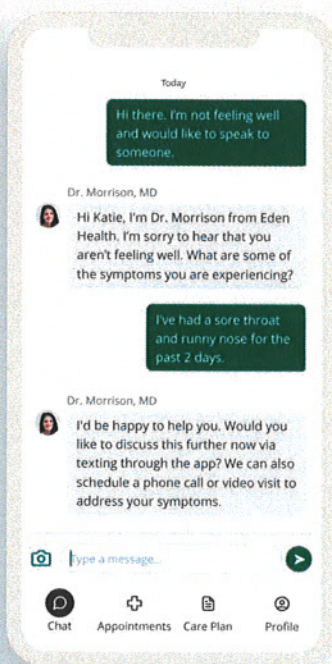 Today
Hi there. I'm not feeling well
and would like to speak to
someone.
Dr. Morrison, MD
Hi Katie, I'm Dr. Morrison from Eden
Health. I'm sorry to hear that you
aren't feeling well. What are some of
the symptoms you are experiencing?
I've had a sore throat
and runny nose for the
past 2 days.
Dr. Morrison, MD
I'd be happy to help you. Would you
like to discuss this further now via
texting through the app? We can also
schedule a phone call or video visit to
address your symptoms.
Type a message...
Chat Appointments Care Plan Profile